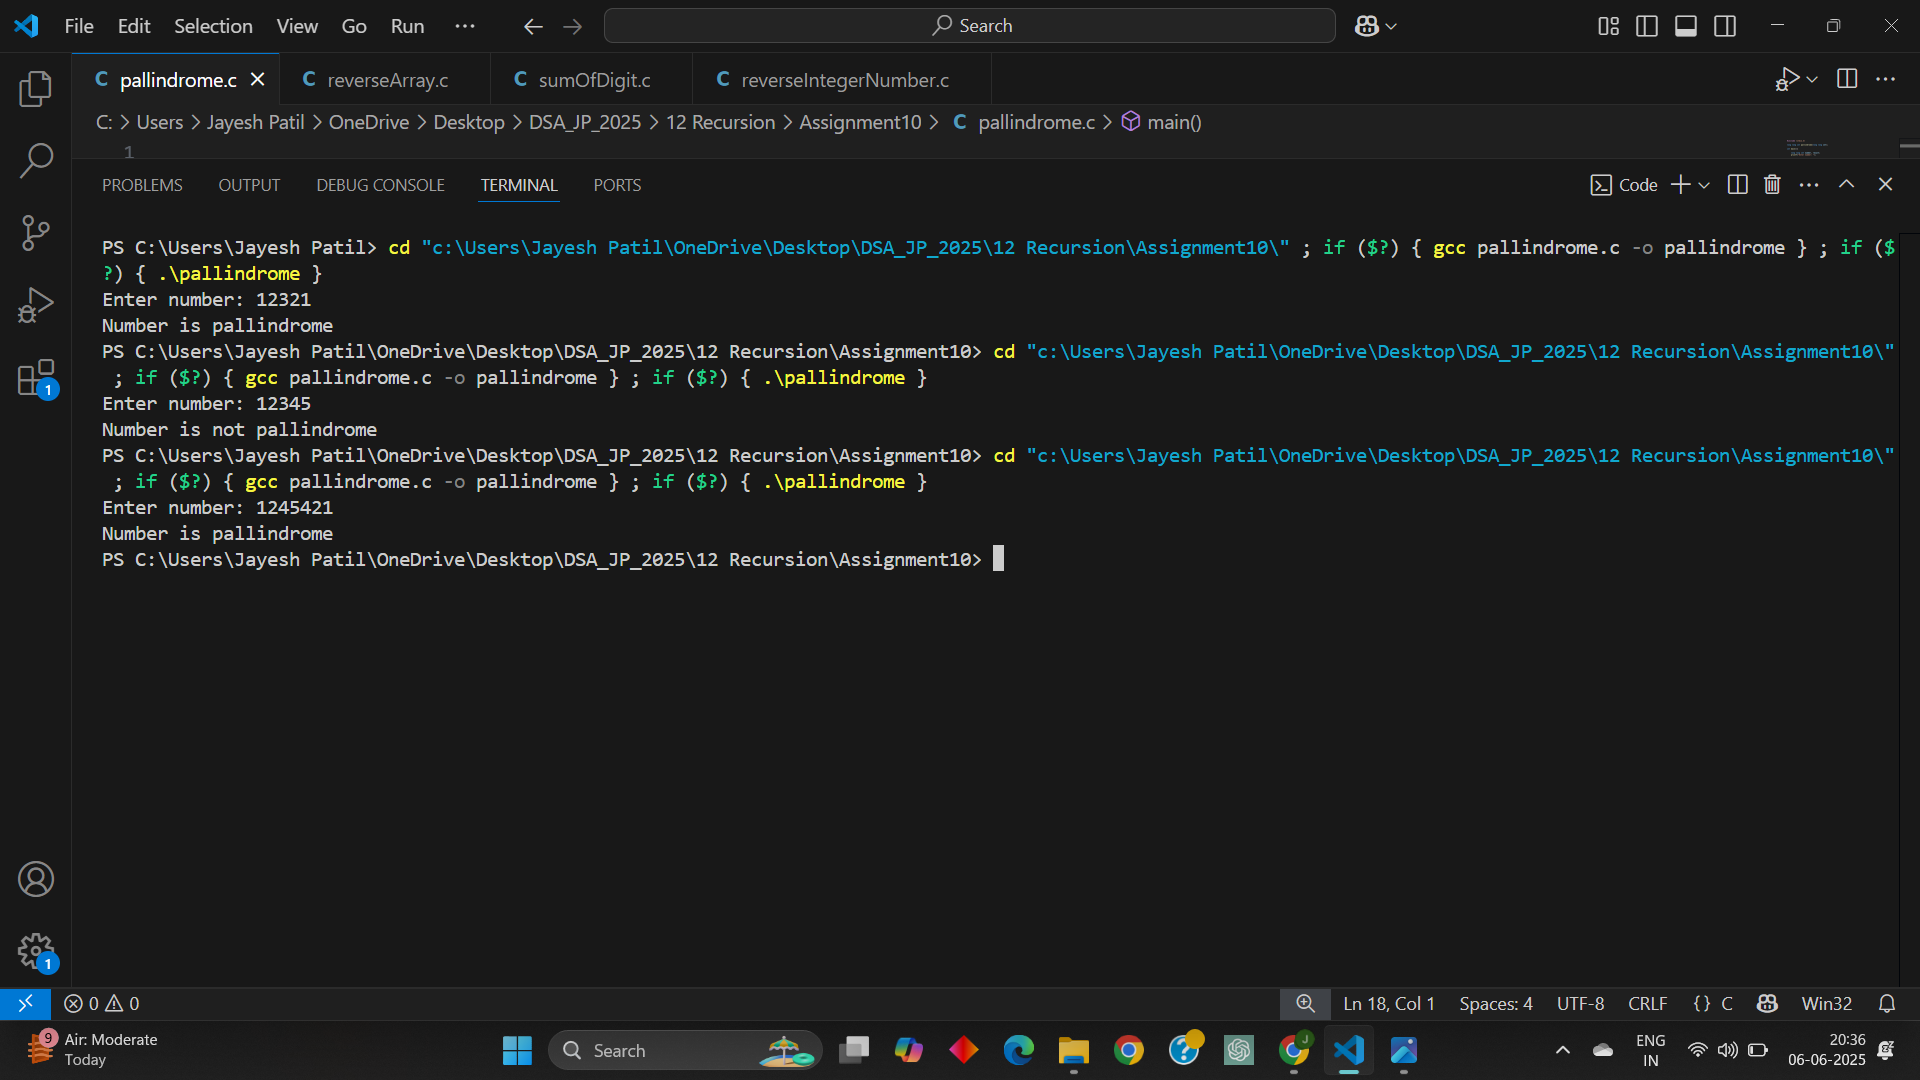 File Edit Selection View Go Run ··· Search
pallindrome.c reverseArray.c sumOfDigit.c reverseIntegerNumber.c
C: > Users > Jayesh Patil > OneDrive > Desktop > DSA_JP_2025 > 12 Recursion > Assignment10 > C pallindrome.c > main()
1
PROBLEMS OUTPUT DEBUG CONSOLE TERMINAL PORTS Code
PS C:\Users\Jayesh Patil> cd "c:\Users\Jayesh Patil\OneDrive\Desktop\DSA_JP_2025\12 Recursion\Assignment10\" ; if ($?) { gcc pallindrome.c -o pallindrome } ; if ($
?) { .\pallindrome }
Enter number: 12321
Number is pallindrome
PS C:\Users\Jayesh Patil\OneDrive\Desktop\DSA_JP_2025\12 Recursion\Assignment10> cd "c:\Users\Jayesh Patil\OneDrive\Desktop\DSA_JP_2025\12 Recursion\Assignment10\"
 ; if ($?) { gcc pallindrome.c -o pallindrome } ; if ($?) { .\pallindrome }
Enter number: 12345
Number is not pallindrome
PS C:\Users\Jayesh Patil\OneDrive\Desktop\DSA_JP_2025\12 Recursion\Assignment10> cd "c:\Users\Jayesh Patil\OneDrive\Desktop\DSA_JP_2025\12 Recursion\Assignment10\"
 ; if ($?) { gcc pallindrome.c -o pallindrome } ; if ($?) { .\pallindrome }
Enter number: 1245421
Number is pallindrome
PS C:\Users\Jayesh Patil\OneDrive\Desktop\DSA_JP_2025\12 Recursion\Assignment10>
1
1
0 0 Ln 18, Col 1 Spaces: 4 UTF-8 CRLF {} C Win32
9 Air: Moderate
Today
Search
ENG
IN
20:36
06-06-2025